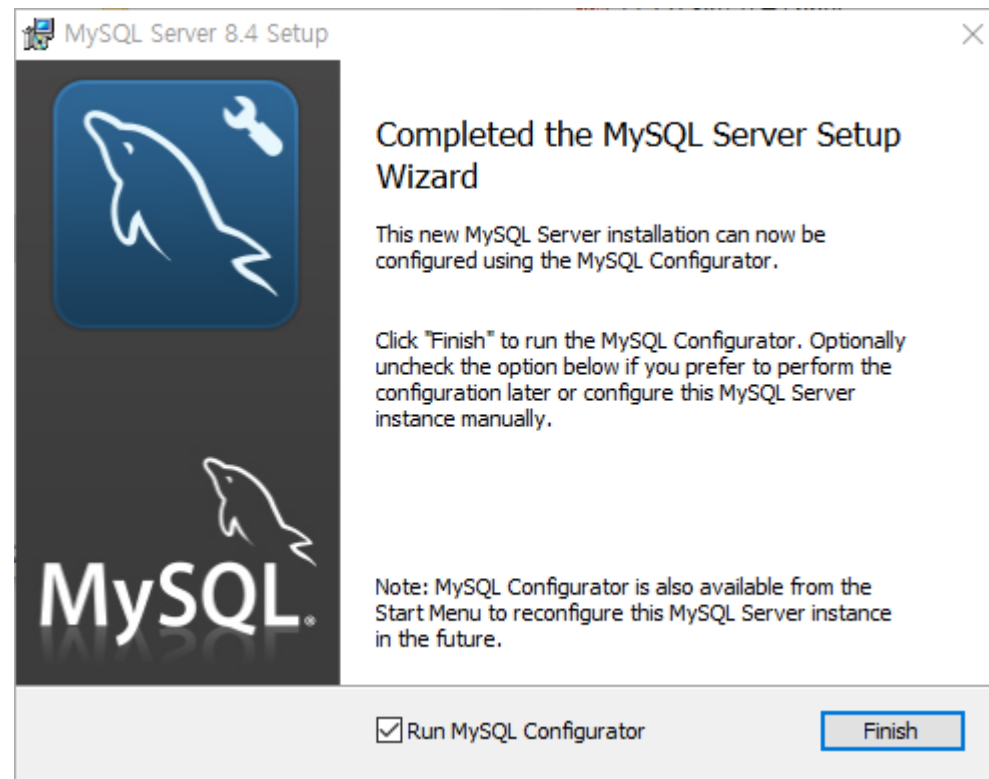 MySQL Server 8.4 Setup
Completed the MySQL Server Setup
Wizard
This new MySQL Server installation can now be
configured using the MySQL Configurator.
Click "Finish" to run the MySQL Configurator. Optionally
uncheck the option below if you prefer to perform the
configuration later or configure this MySQL Server
instance manually.
MySQL®
Note: MySQL Configurator is also available from the
Start Menu to reconfigure this MySQL Server instance
in the future.
Run MySQL Configurator
Finish